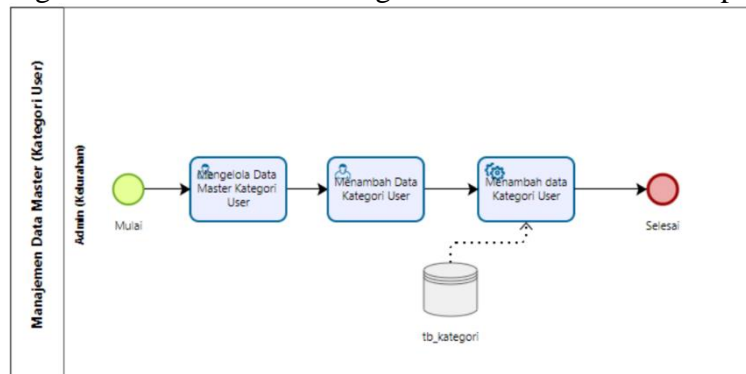 Manajemen Data Master (Kategori User)
Admin (Kelurahan)
Mulai
Mengelola Data
Master Kategori
User
Menambah Data
Kategori User
Menambah data
Kategori User
Selesai
tb_kategori